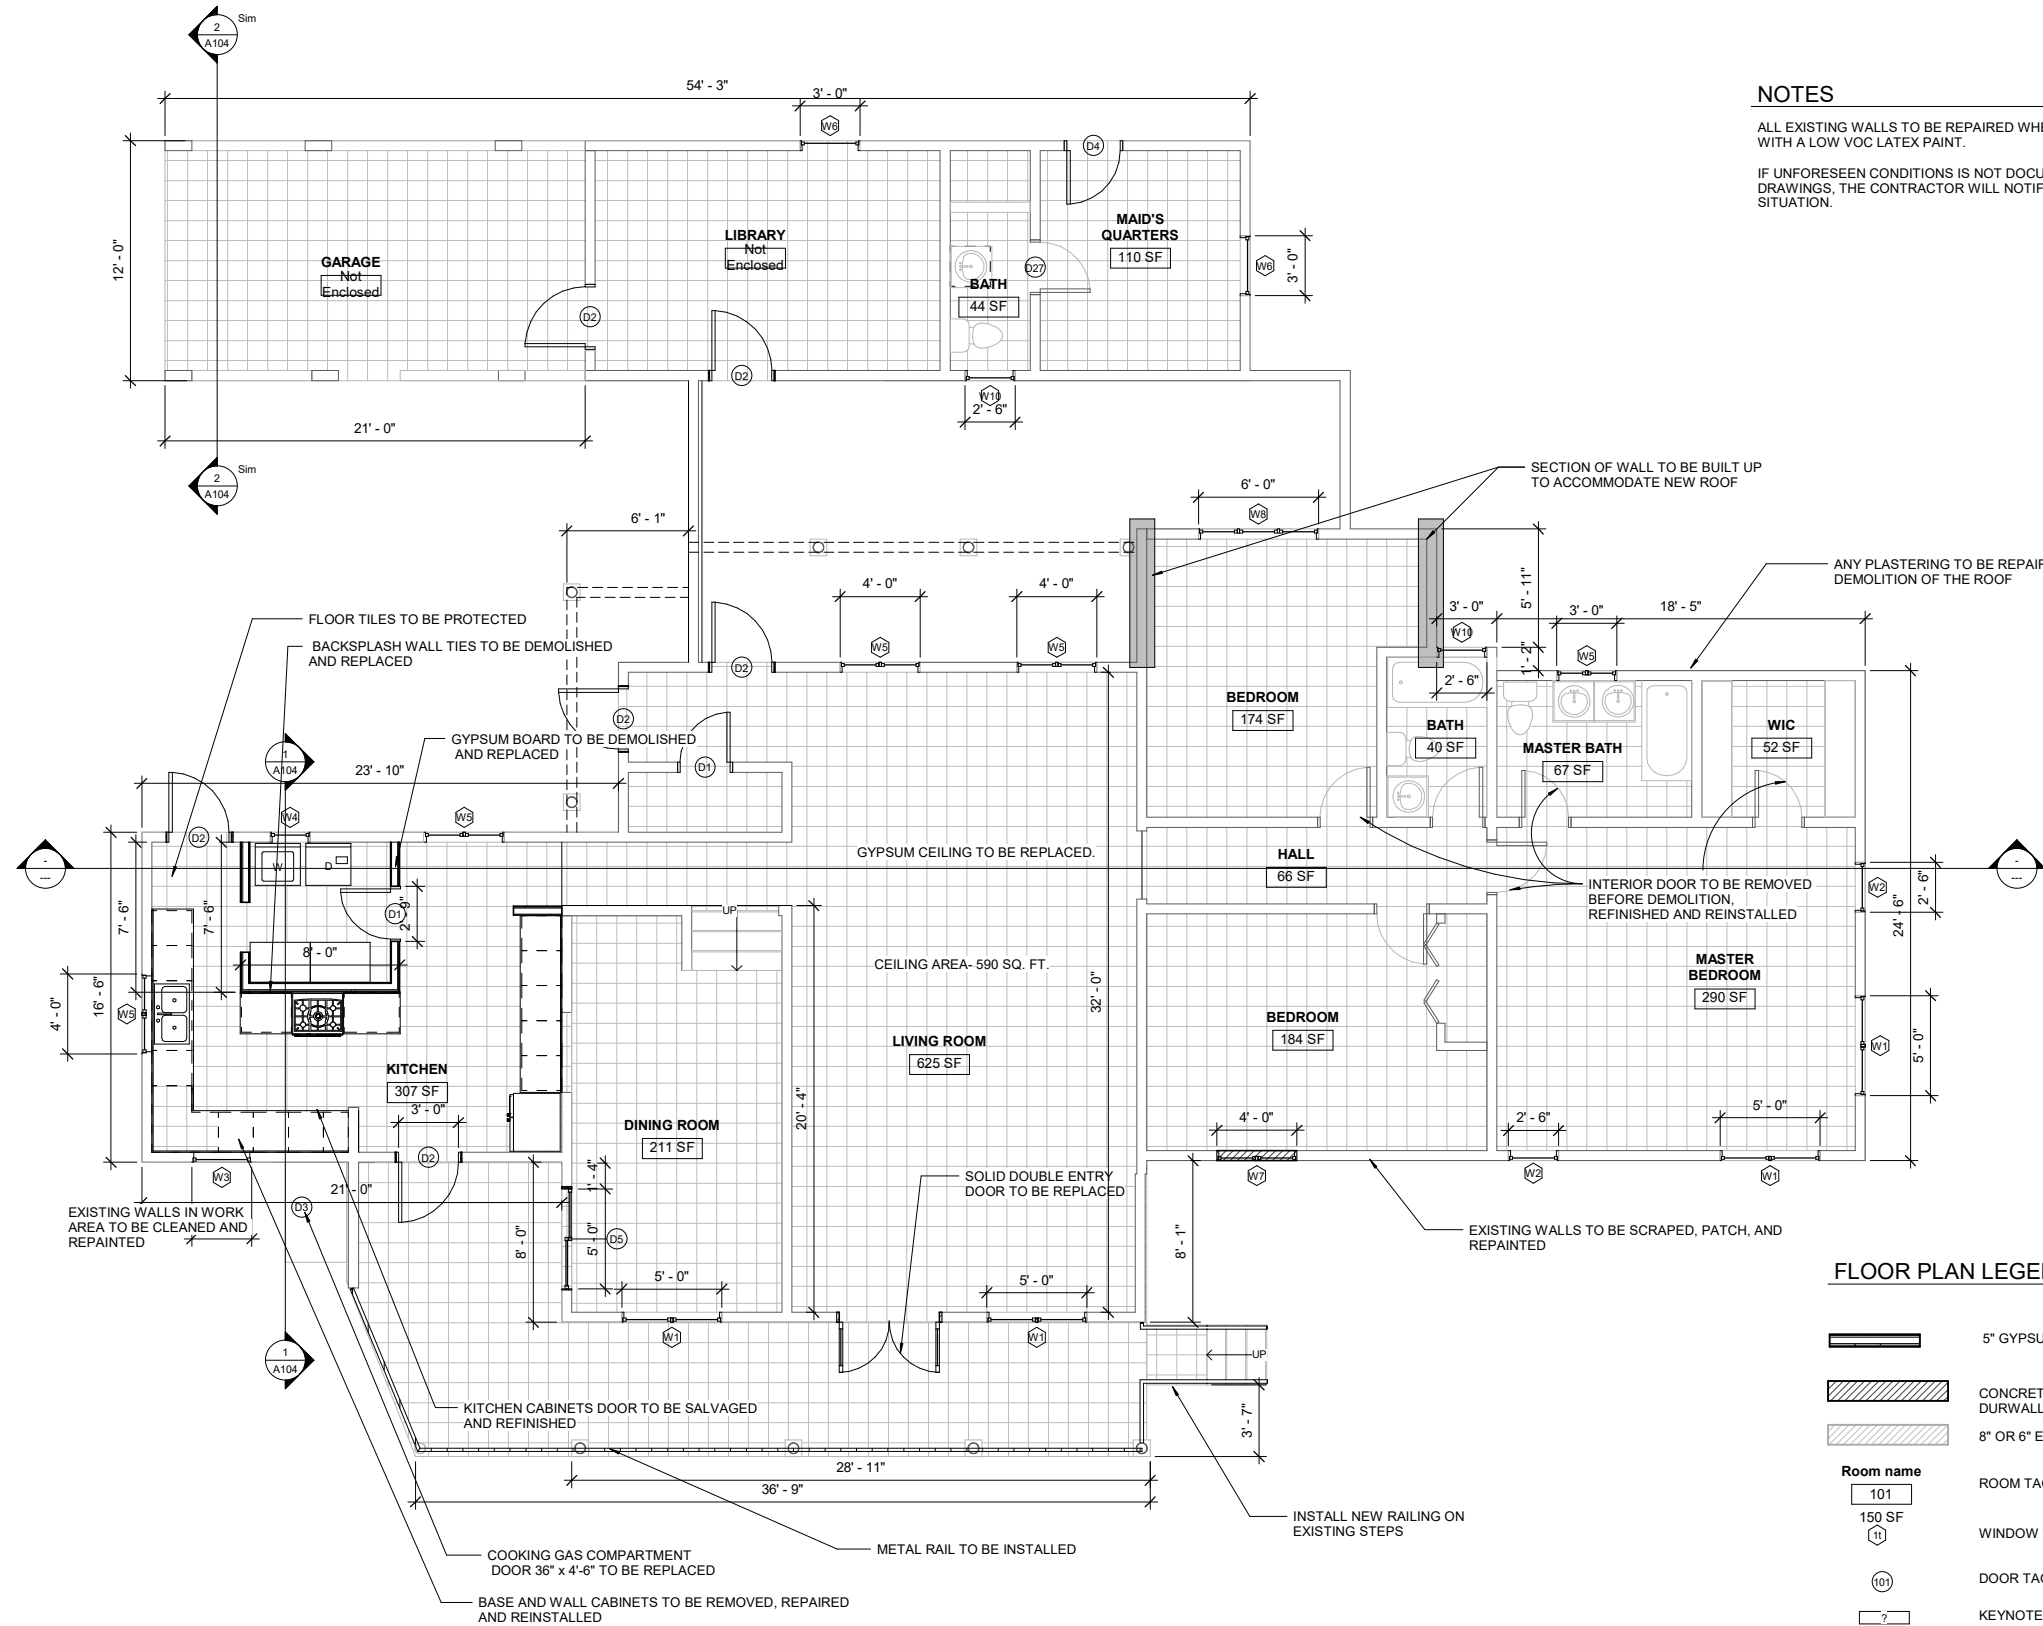 2
A104
Sim
54' - 3"
3' - 0"
W6
D4
NOTES
ALL EXISTING WALLS TO BE REPAIRED WHE
WITH A LOW VOC LATEX PAINT.
IF UNFORESEEN CONDITIONS IS NOT DOCU
DRAWINGS, THE CONTRACTOR WILL NOTIF
SITUATION.
12' - 0"
GARAGE
Not
Enclosed
LIBRARY
Not
Enclosed
MAID'S
QUARTERS
110 SF
D27
BATH
44 SF
W6
3' - 0"
D2
D2
W10
2' - 6"
21' - 0"
2
A104
Sim
SECTION OF WALL TO BE BUILT UP
TO ACCOMMODATE NEW ROOF
6' - 0"
W8
6' - 1"
4' - 0"
4' - 0"
W5
W5
D2
5' - 11"
3' - 0"
W10
1' - 2"
2' - 6"
3' - 0"
W5
18' - 5"
ANY PLASTERING TO BE REPAIR
DEMOLITION OF THE ROOF
FLOOR TILES TO BE PROTECTED
BACKSPLASH WALL TIES TO BE DEMOLISHED
AND REPLACED
D2
GYPSUM BOARD TO BE DEMOLISHED
AND REPLACED
D1
1
A104
23' - 10"
BEDROOM
174 SF
BATH
40 SF
MASTER BATH
67 SF
WIC
52 SF
D2
W4
W5
W
D
-
---
GYPSUM CEILING TO BE REPLACED.
HALL
66 SF
INTERIOR DOOR TO BE REMOVED
BEFORE DEMOLITION,
REFINISHED AND REINSTALLED
W2
2' - 6"
24' - 6"
-
---
7' - 6"
7' - 6"
D1
2' - 9"
8' - 0"
UP
CEILING AREA- 590 SQ. FT.
32' - 0"
MASTER
BEDROOM
290 SF
4' - 0"
16' - 6"
W5
BEDROOM
184 SF
LIVING ROOM
625 SF
W1
5' - 0"
KITCHEN
307 SF
3' - 0"
D2
DINING ROOM
211 SF
20' - 4"
4' - 0"
W7
2' - 6"
W2
5' - 0"
W1
W3
21' - 0"
D3
EXISTING WALLS IN WORK
AREA TO BE CLEANED AND
REPAINTED
1' - 4"
8' - 0"
5' - 0"
D5
SOLID DOUBLE ENTRY
DOOR TO BE REPLACED
8' - 1"
EXISTING WALLS TO BE SCRAPED, PATCH, AND
REPAINTED
5' - 0"
W1
5' - 0"
W1
FLOOR PLAN LEGE
5" GYPSU
CONCRET
DURWALL
8" OR 6" E
Room name
101
150 SF
ROOM TA
1t
WINDOW
101
DOOR TA
?
KEYNOTE
1
A104
UP
KITCHEN CABINETS DOOR TO BE SALVAGED
AND REFINISHED
3' - 7"
28' - 11"
36' - 9"
INSTALL NEW RAILING ON
EXISTING STEPS
METAL RAIL TO BE INSTALLED
COOKING GAS COMPARTMENT
DOOR 36" x 4'-6" TO BE REPLACED
BASE AND WALL CABINETS TO BE REMOVED, REPAIRED
AND REINSTALLED